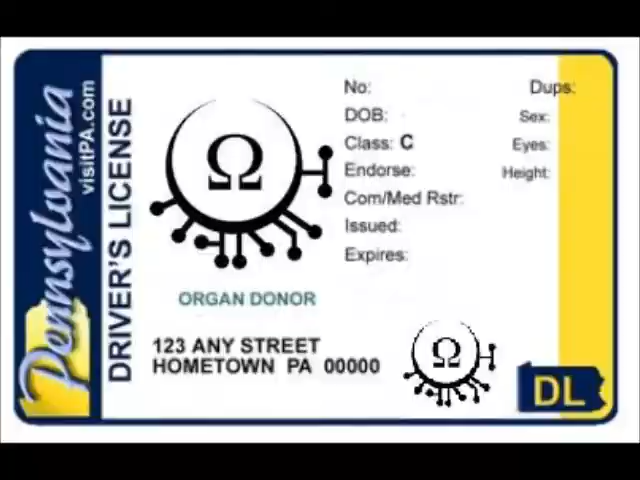 Pennsylvania
visitPA.com
DRIVER'S LICENSE
Ω
ORGAN DONOR
123 ANY STREET
HOMETOWN PA 00000
No:
Dups:
DOB:
Sex:
Class: C
Eyes:
Endorse:
Height:
Com/Med Rstr:
Issued:
Expires:
Ω
DL